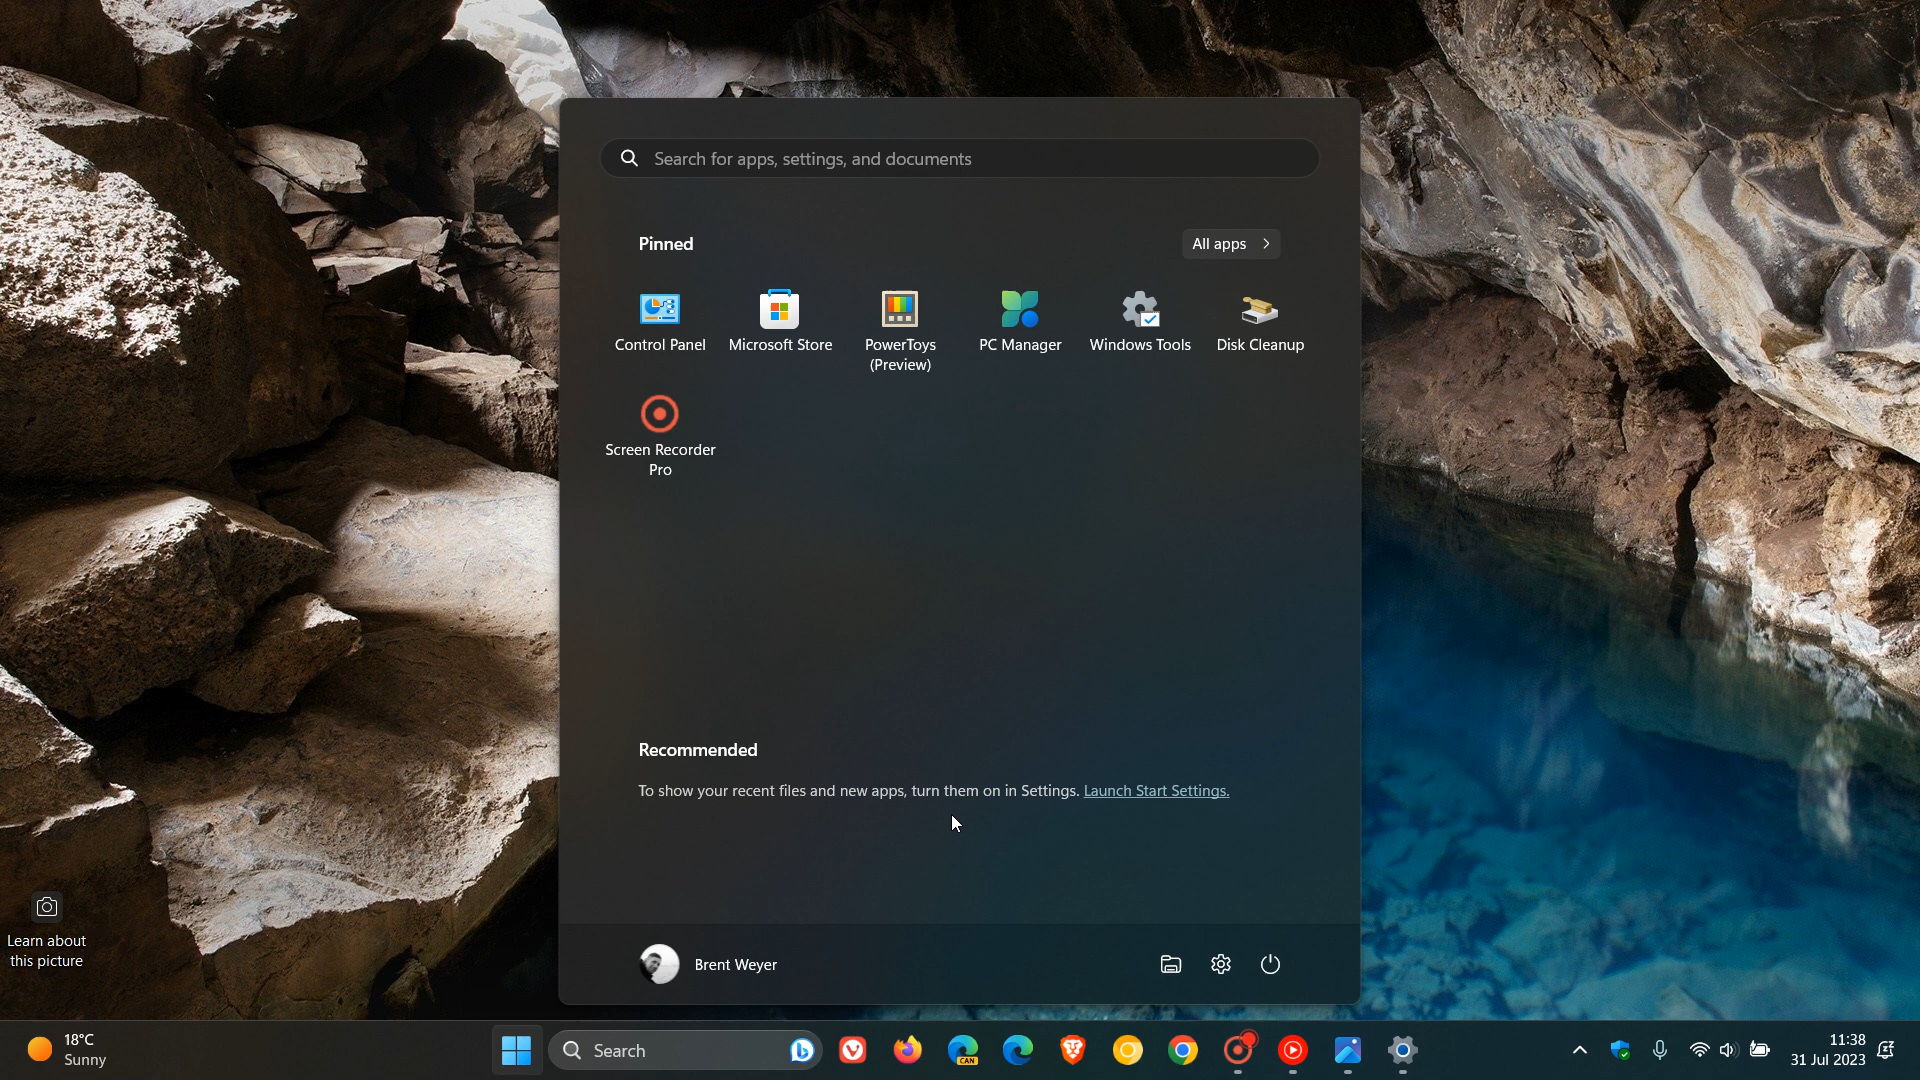 Search for apps, settings, and documents
Pinned
All apps
Control Panel
Microsoft Store
PowerToys
(Preview)
PC Manager
Windows Tools
Disk Cleanup
Screen Recorder
Pro
Recommended
To show your recent files and new apps, turn them on in Settings. Launch Start Settings.
Learn about
this picture
Brent Weyer
18°C
Sunny
Search
CAN
11:38
31 Jul 2023